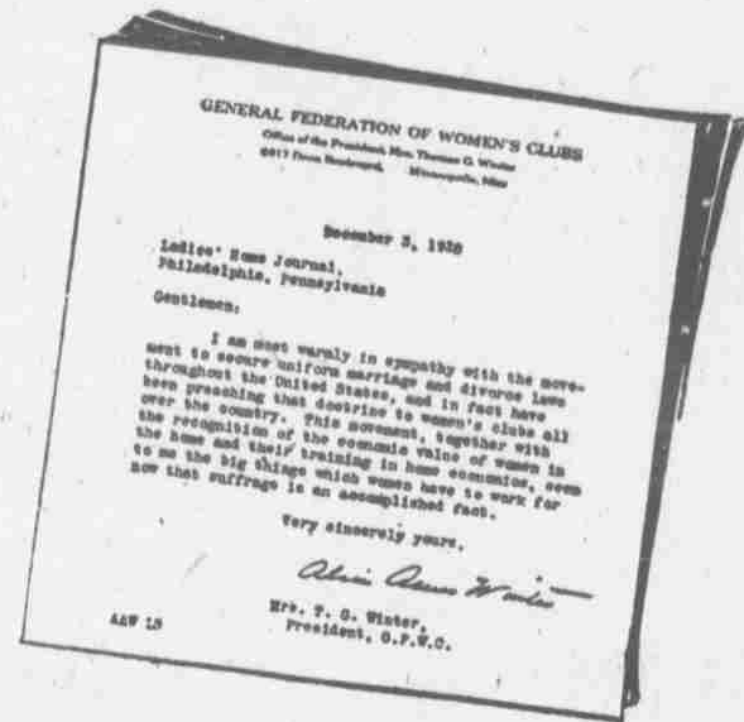 GENERAL FEDERATION OF WOMEN'S CLUBS
Office of the President, Mrs. Thomas G. Winter
Boulevard, Minneapolis, Minn
December 3, 1920
Ladies' Home Journal,
Philadelphia, Pennsylvania
Gentlemen:
I am most warmly in sympathy with the move-
ment to secure uniform marriage and divorce laws
throughout the United States, and in fact have
been preaching that doctrine to women's clubs all
over the country. This movement, together with
the recognition of the economic value of women in
the home and their training in home economics, seem
to me the big things which women have to work for
now that suffrage is an accomplished fact.
Very sincerely yours,
Alice Ames Winter
Mrs. T. G. Winter,
President, G.F.W.C.
AAW LS